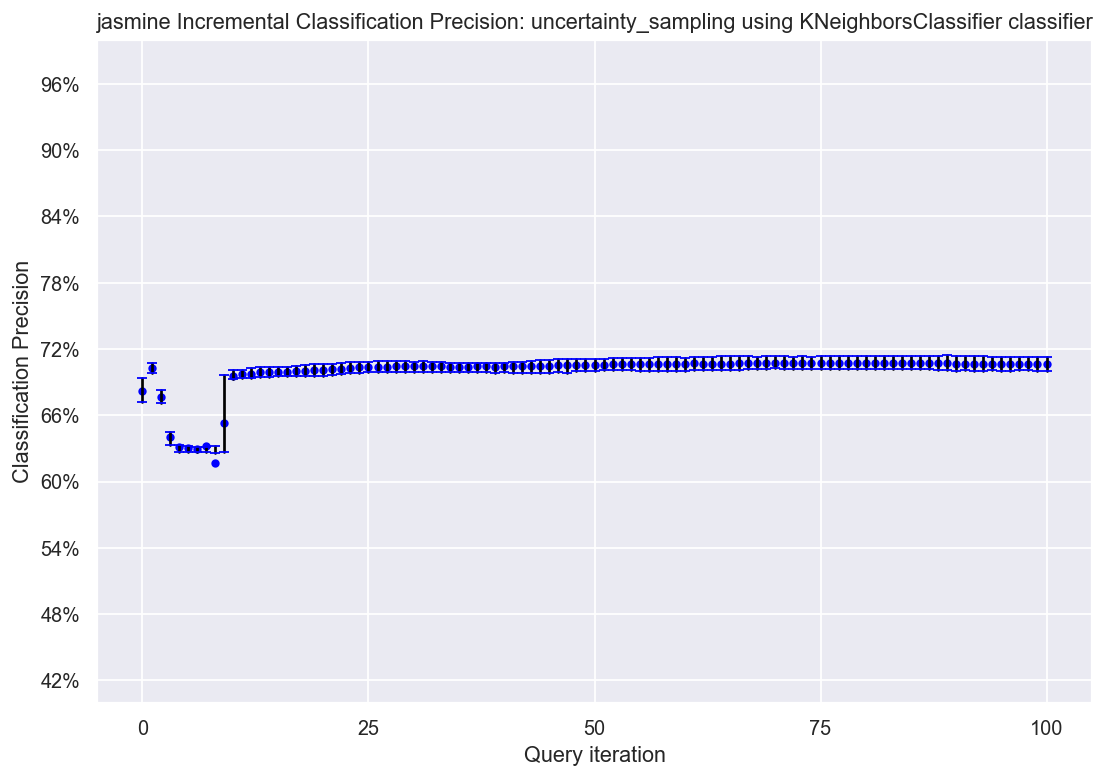 jasmine Incremental Classification Precision: uncertainty_sampling using KNeighborsClassifier classifier
96%
90%
84%
78%
72%
66%
60%
54%
48%
42%
Classification Precision
0 25 50 75 100
Query iteration